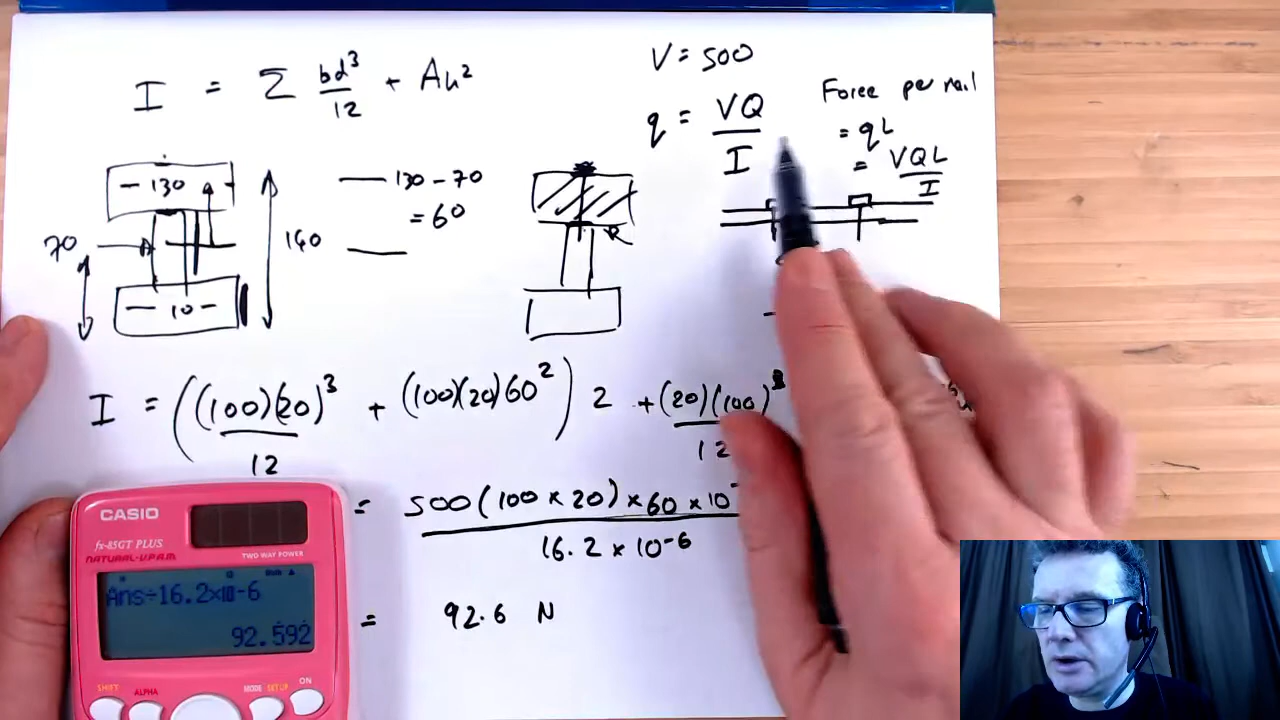 I = Σ bd³/12 + Ah²
V = 500
q = VQ/I
Force per nail
= qL
= VQL/I
- 130 -
70
- 10 -
140
130 - 70
= 60
I = ((100)(20)³/12 + (100)(20)60²) 2 + (20)(100)³/12
= 500(100 × 20) × 60 × 10⁻
16.2 × 10⁻⁶
= 92.6 N
CASIO
fx-85GT PLUS
NATURAL-V.P.A.M.
TWO WAY POWER
Ans÷16.2×10-6
92.592
SHIFT
ALPHA
MODE SETUP
ON